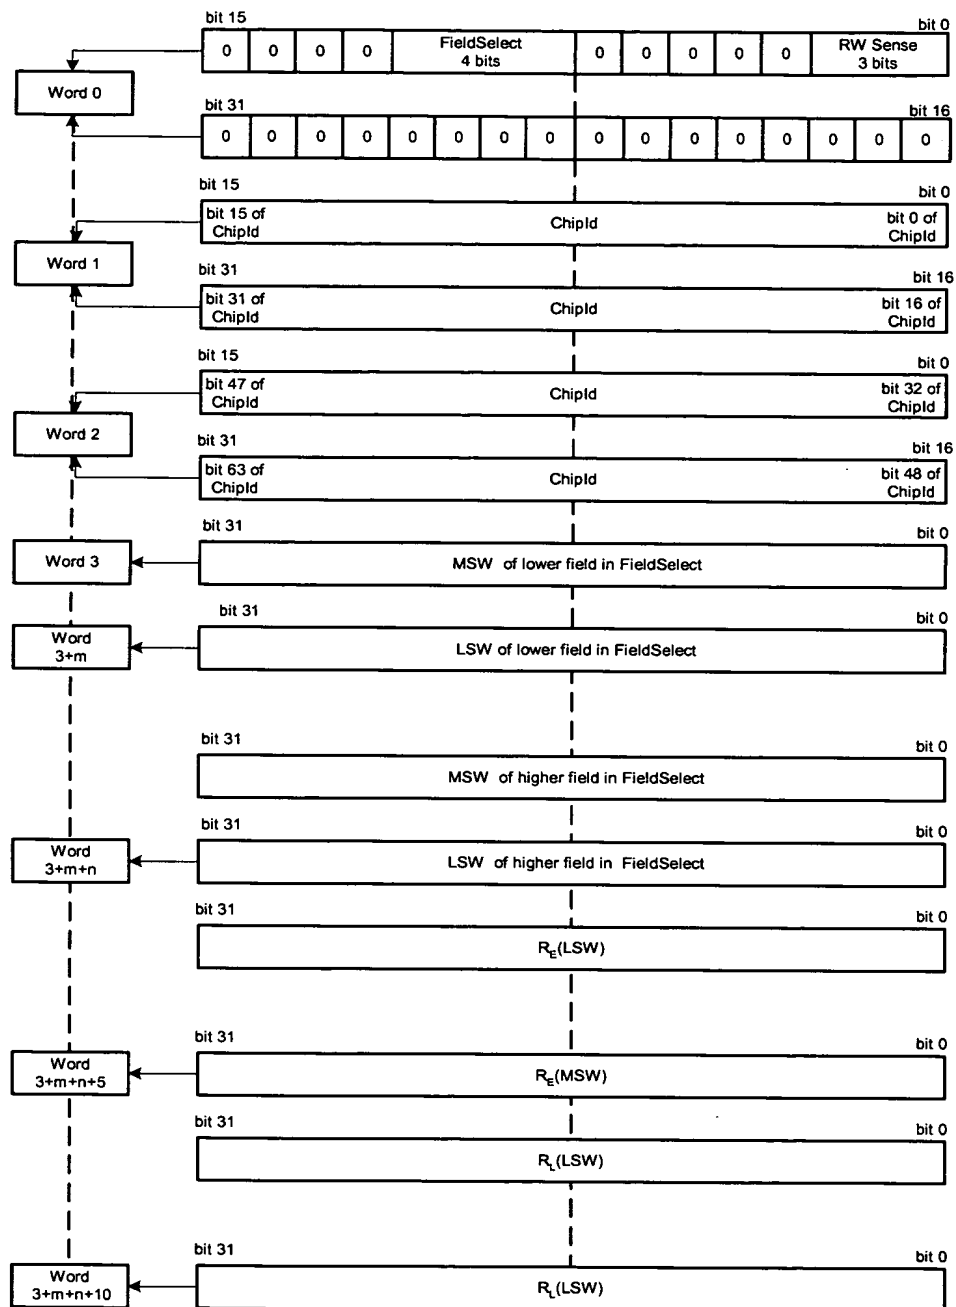 bit 15 bit 0
0 0 0 0 FieldSelect 4 bits 0 0 0 0 0 RW Sense 3 bits
Word 0
bit 31 bit 16
0 0 0 0 0 0 0 0 0 0 0 0 0 0 0 0
bit 15 bit 0
bit 15 of ChipId ChipId bit 0 of ChipId
Word 1
bit 31 bit 16
bit 31 of ChipId ChipId bit 16 of ChipId
bit 15 bit 0
bit 47 of ChipId ChipId bit 32 of ChipId
Word 2
bit 31 bit 16
bit 63 of ChipId ChipId bit 48 of ChipId
bit 31 bit 0
Word 3 MSW of lower field in FieldSelect
bit 31 bit 0
Word 3+m LSW of lower field in FieldSelect
bit 31 bit 0
MSW of higher field in FieldSelect
bit 31 bit 0
Word 3+m+n LSW of higher field in FieldSelect
bit 31 bit 0
R_E(LSW)
bit 31 bit 0
Word 3+m+n+5 R_E(MSW)
bit 31 bit 0
R_L(LSW)
bit 31 bit 0
Word 3+m+n+10 R_L(LSW)